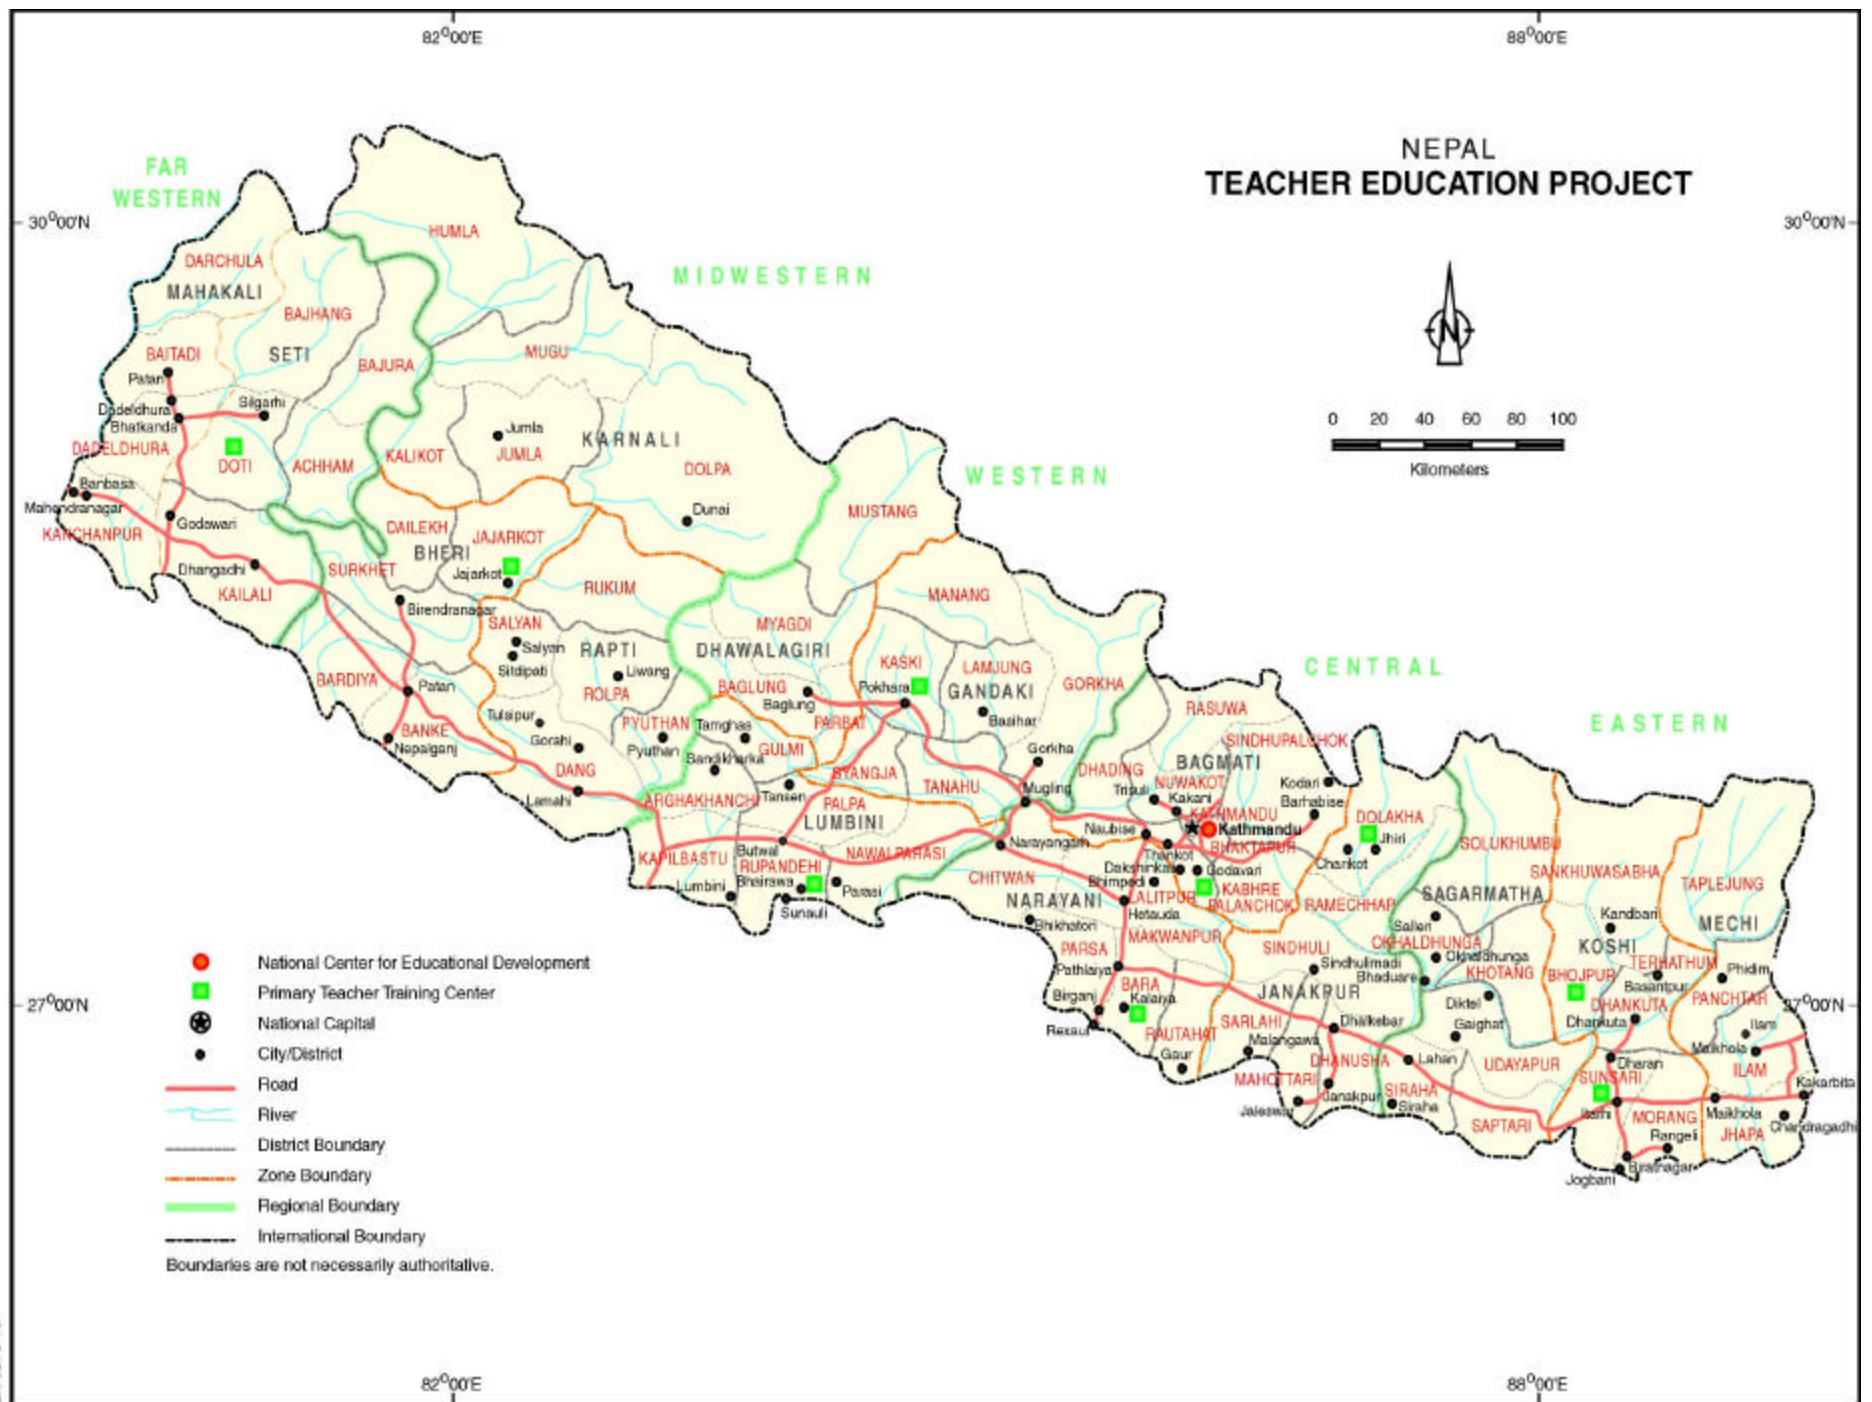 82°00'E
88°00'E
NEPAL
TEACHER EDUCATION PROJECT
FAR
WESTERN
30°00'N
30°00'N
HUMLA
DARCHULA
MAHAKALI
MIDWESTERN
BAJHANG
SETI
BAITADI
BAJURA
MUGU
Patan
Dadeldhura
Silgarhi
Bhatkanda
0 20 40 60 80 100
Kilometers
N
DADELDHURA
DOTI
ACHHAM
KALIKOT
Jumla
JUMLA
KARNALI
DOLPA
WESTERN
Banbasa
Mahendranagar
KANCHANPUR
Godawari
Dunai
MUSTANG
DAILEKH
BHERI
JAJARKOT
Jajarkot
Dhangadhi
KAILALI
SURKHET
Birendranagar
RUKUM
MANANG
SALYAN
Salyan
Sitdipati
RAPTI
Liwang
ROLPA
MYAGDI
DHAWALAGIRI
KASKI
LAMJUNG
Pokhara
GANDAKI
GORKHA
CENTRAL
BARDIYA
Patan
BAGLUNG
Baglung
Basihar
RASUWA
EASTERN
Tulsipur
Gorahi
PYUTHAN
Pyuthan
Tamghas
PARBAT
BANKE
Nepalganj
Sandikharka
GULMI
SINDHUPALCHOK
Gorkha
BAGMATI
DANG
Lamahi
SYANGJA
TANAHU
Mugling
DHADING
NUWAKOT
Trisuli
Kakani
Kodari
Barhabise
ARGHAKHANCHI
Tansen
PALPA
LUMBINI
KATHMANDU
Kathmandu
DOLAKHA
Jhiri
Charikot
Naubise
BHAKTAPUR
Thankot
SOLUKHUMBU
Butwal
Narayangarh
KAPILBASTU
RUPANDEHI
NAWALPARASI
Lumbini
Bhairawa
Parasi
Sunauli
CHITWAN
Dakshinkali
Godavari
Bhimpedi
NARAYANI
LALITPUR
KABHRE
PALANCHOK
RAMECHHAP
SAGARMATHA
SANKHUWASABHA
TAPLEJUNG
Hetauda
Bhikhatori
Salleri
Kandbari
MECHI
MAKWANPUR
PARSA
SINDHULI
OKHALDHUNGA
Okhaldhunga
KOSHI
Pathlaiya
Sindhulimadi
Bhaduare
KHOTANG
BHOJPUR
TERHATHUM
Phidim
Basantpur
BARA
Kalaiya
Birganj
JANAKPUR
Diktel
DHANKUTA
Dhankuta
PANCHTAR
27°00'N
27°00'N
Raxaul
RAUTAHAT
SARLAHI
Dhalkebar
Gaighat
Ilam
Gaur
Malangawa
DHANUSHA
Lahan
UDAYAPUR
Dharan
Maikhola
ILAM
MAHOTTARI
Janakpur
SIRAHA
Siraha
SUNSARI
Kakarbita
Jaleswar
Itarhi
SAPTARI
MORANG
Maikhola
Chandragadhi
Rangeli
JHAPA
Biratnagar
Jogbani
National Center for Educational Development
Primary Teacher Training Center
National Capital
City/District
Road
River
District Boundary
Zone Boundary
Regional Boundary
International Boundary
Boundaries are not necessarily authoritative.
82°00'E
88°00'E